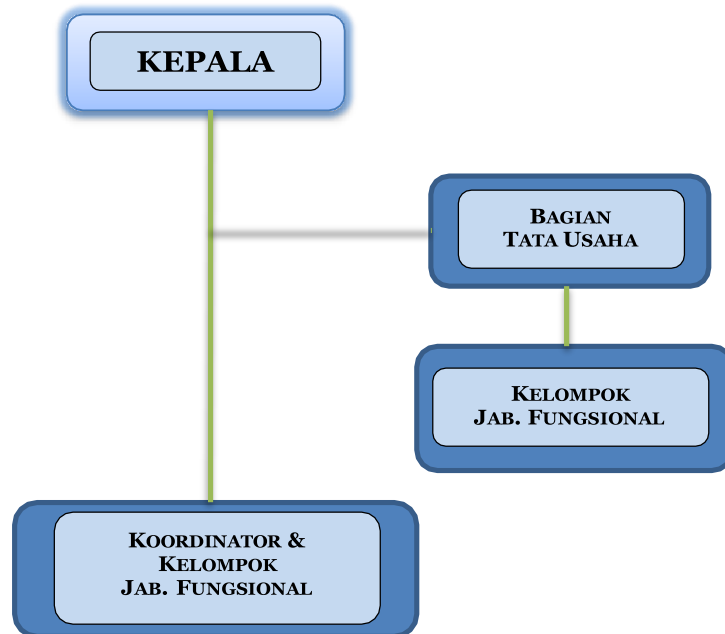 KEPALA
BAGIAN
TATA USAHA
KELOMPOK
JAB. FUNGSIONAL
KOORDINATOR &
KELOMPOK
JAB. FUNGSIONAL